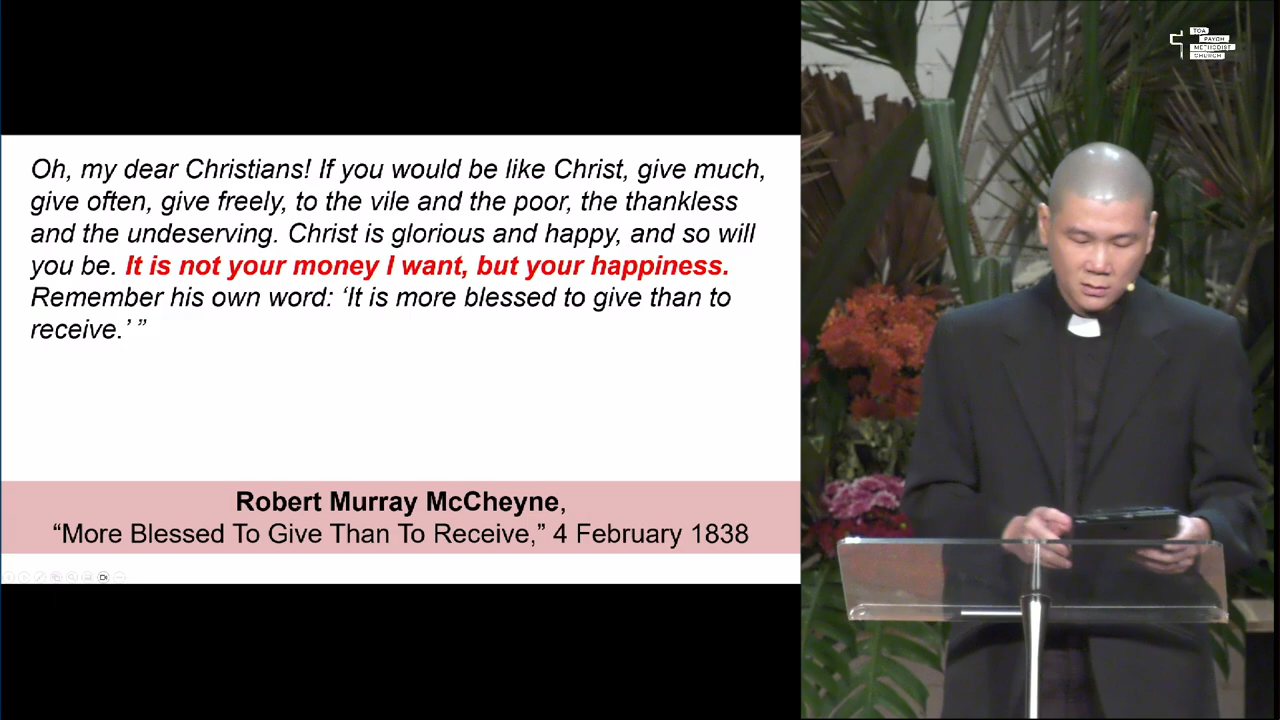 Oh, my dear Christians! If you would be like Christ, give much,
give often, give freely, to the vile and the poor, the thankless
and the undeserving. Christ is glorious and happy, and so will
you be. It is not your money I want, but your happiness.
Remember his own word: ‘It is more blessed to give than to
receive.’ ”
Robert Murray McCheyne,
“More Blessed To Give Than To Receive,” 4 February 1838
TOA
PAYOH
METHODIST
CHURCH